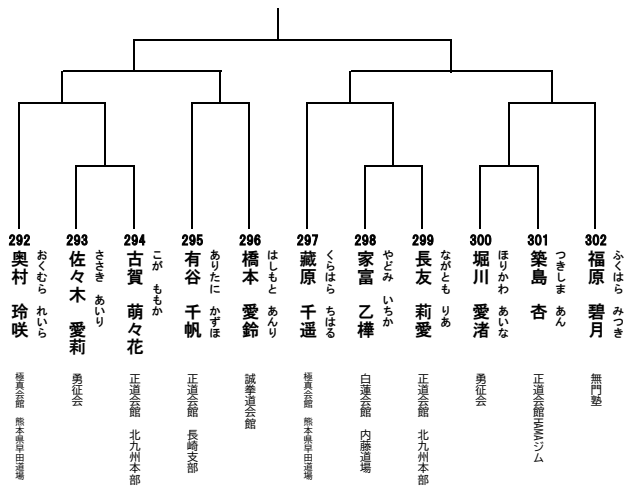 292
奥村 玲咲
おくむら れいら
極真会館 熊本県早田道場
293
佐々木 愛莉
ささき あいり
勇征会
294
古賀 萌々花
こが ももか
正道会館 北九州本部
295
有谷 千帆
ありたに かずほ
正道会館 長崎支部
296
橋本 愛鈴
はしもと あんり
誠拳道会館
297
藏原 千遥
くらはら ちはる
極真会館 熊本県早田道場
298
家富 乙樺
やどみ いちか
白蓮会館 内藤道場
299
長友 莉愛
ながとも りあ
正道会館 北九州本部
300
堀川 愛渚
ほりかわ あいな
勇征会
301
築島 杏
つきしま あん
正道会館HAMAジム
302
福原 碧月
ふくはら みつき
無門塾